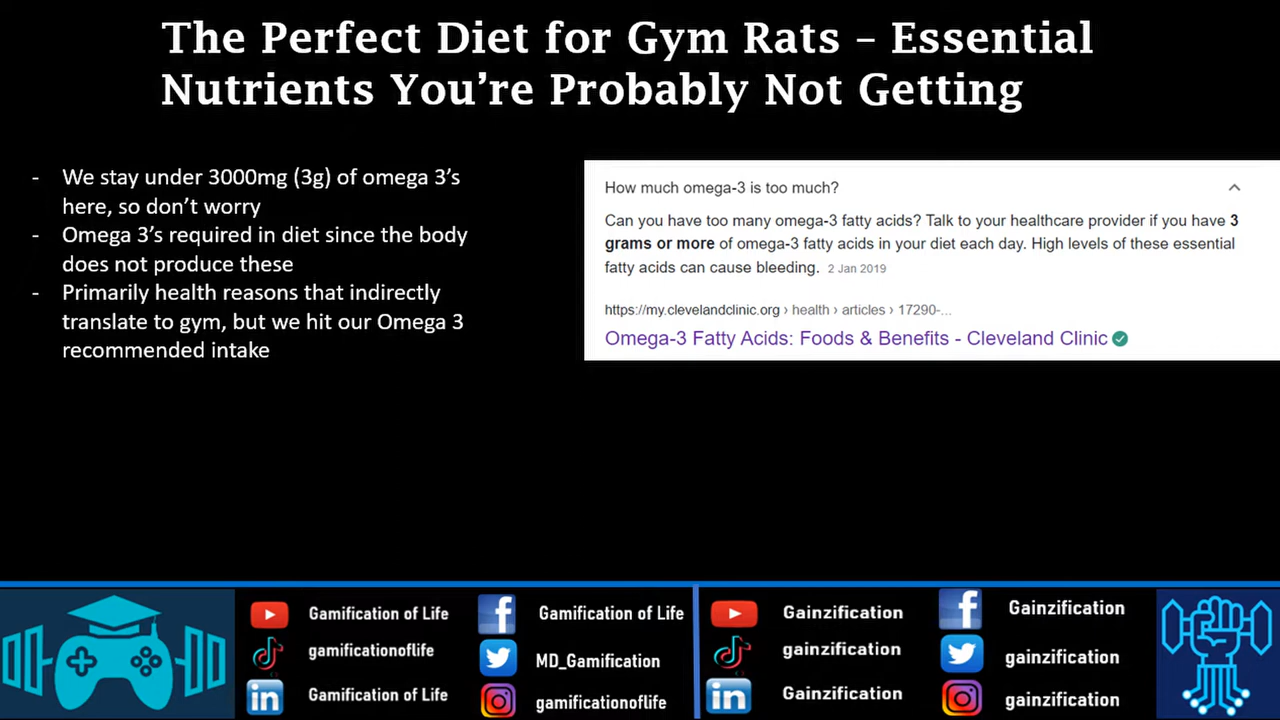 The Perfect Diet for Gym Rats – Essential
Nutrients You’re Probably Not Getting
- We stay under 3000mg (3g) of omega 3’s
here, so don’t worry
- Omega 3’s required in diet since the body
does not produce these
- Primarily health reasons that indirectly
translate to gym, but we hit our Omega 3
recommended intake
How much omega-3 is too much?
Can you have too many omega-3 fatty acids? Talk to your healthcare provider if you have 3
grams or more of omega-3 fatty acids in your diet each day. High levels of these essential
fatty acids can cause bleeding. 2 Jan 2019
https://my.clevelandclinic.org › health › articles › 17290-...
Omega-3 Fatty Acids: Foods & Benefits - Cleveland Clinic
Gamification of Life
gamificationoflife
Gamification of Life
Gamification of Life
MD_Gamification
gamificationoflife
Gainzification
gainzification
Gainzification
Gainzification
gainzification
gainzification